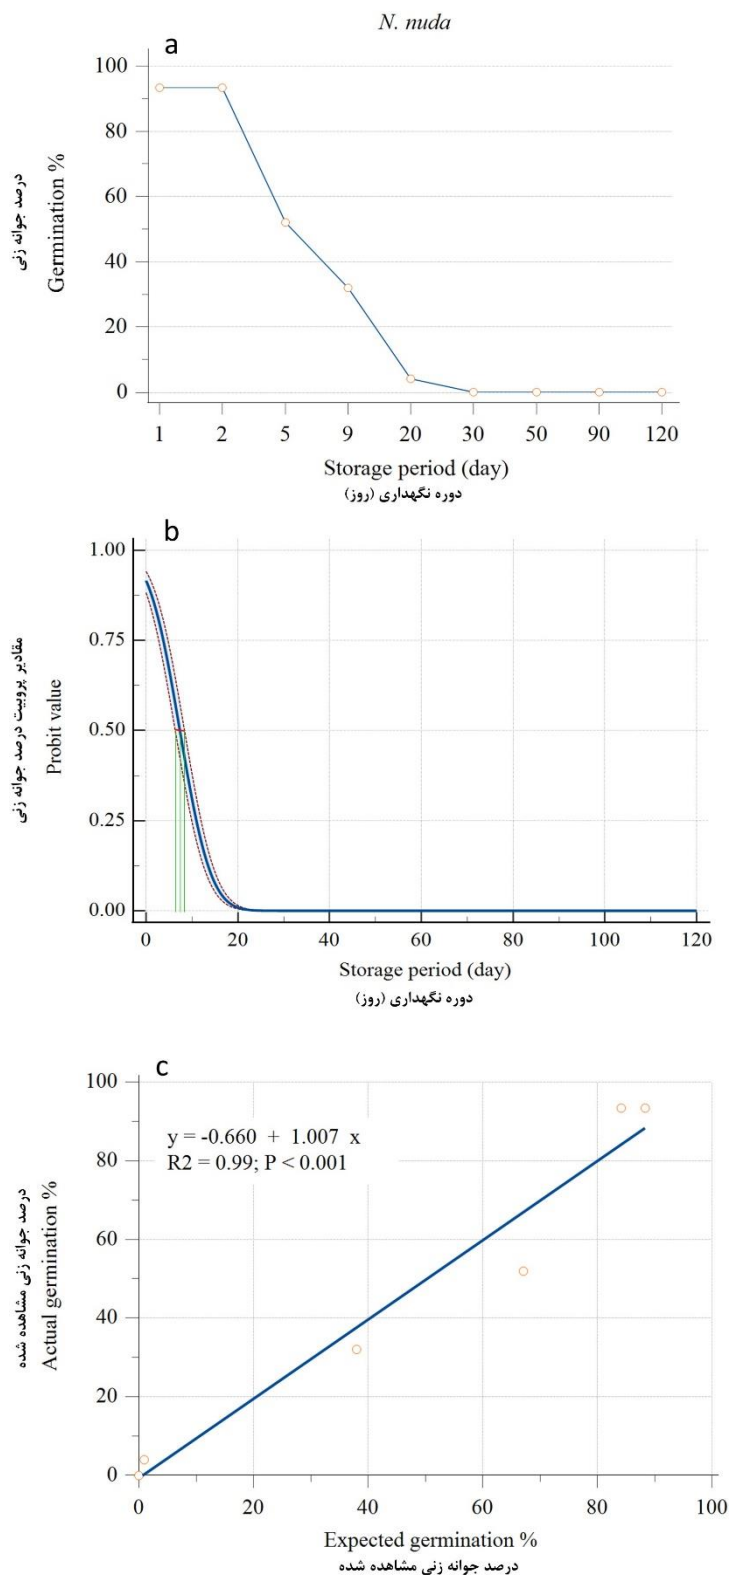 N. nuda
a
100
80
60
40
20
0
درصد جوانه زنی
Germination %
1 2 5 9 20 30 50 90 120
Storage period (day)
دوره نگهداری (روز)
b
1.00
0.75
0.50
0.25
0.00
مقادیر پروبیت درصد جوانه زنی
Probit value
0 20 40 60 80 100 120
Storage period (day)
دوره نگهداری (روز)
c
100
80
60
40
20
0
y = -0.660 + 1.007 x
R2 = 0.99; P < 0.001
درصد جوانه زنی مشاهده شده
Actual germination %
0 20 40 60 80 100
Expected germination %
درصد جوانه زنی مشاهده شده